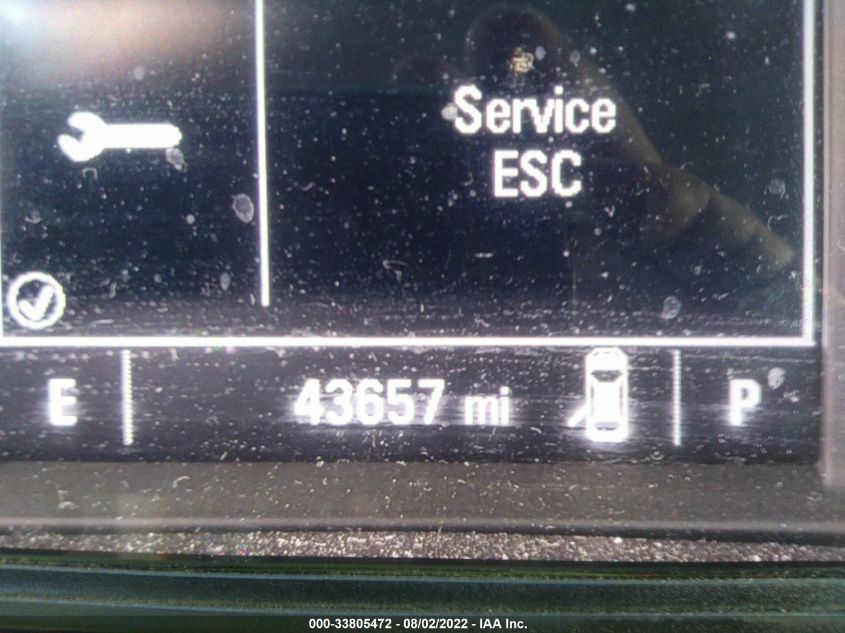 Service
ESC
E 43657 mi P
000-33805472 - 08/02/2022 - IAA Inc.